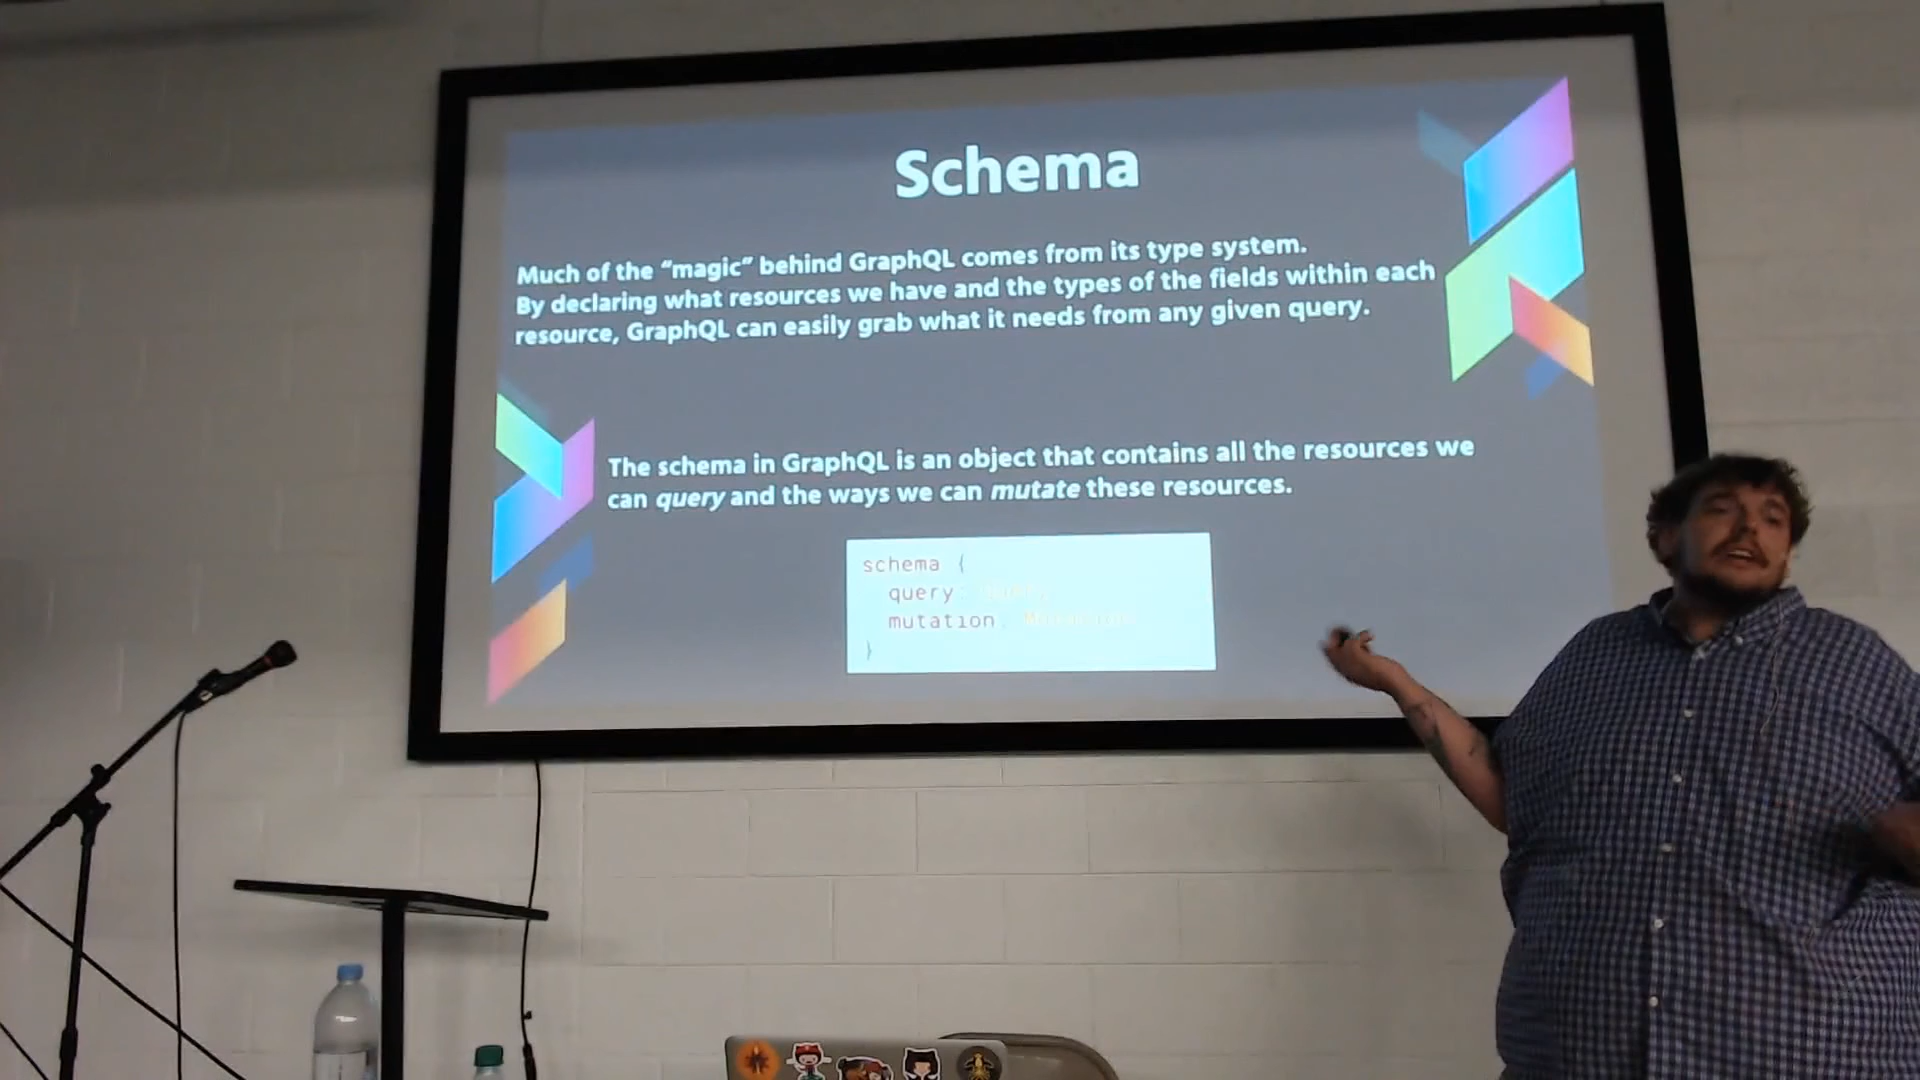 Schema
Much of the “magic” behind GraphQL comes from its type system.
By declaring what resources we have and the types of the fields within each
resource, GraphQL can easily grab what it needs from any given query.
The schema in GraphQL is an object that contains all the resources we
can query and the ways we can mutate these resources.
schema {
query:
mutation:
}